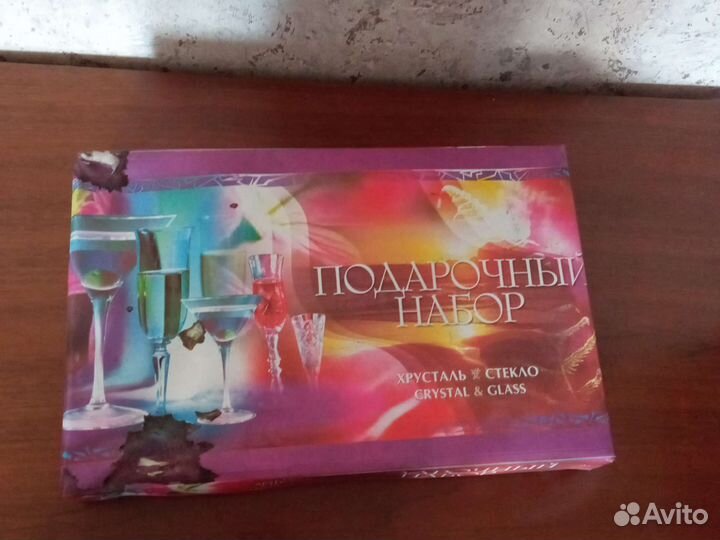 ПОДАРОЧНЫЙ
НАБОР
ХРУСТАЛЬ СТЕКЛО
CRYSTAL & GLASS
Avito